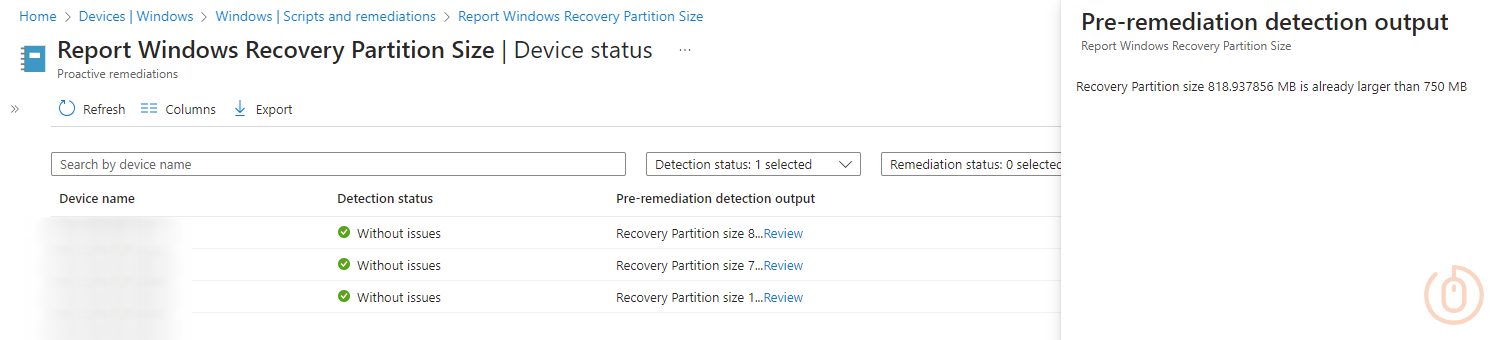 Home > Devices | Windows > Windows | Scripts and remediations > Report Windows Recovery Partition Size
Report Windows Recovery Partition Size | Device status ...
Proactive remediations
» Refresh Columns Export
Search by device name
Detection status: 1 selected
Remediation status: 0 selected
Device name Detection status Pre-remediation detection output
Without issues Recovery Partition size 8...Review
Without issues Recovery Partition size 7...Review
Without issues Recovery Partition size 1...Review
Pre-remediation detection output
Report Windows Recovery Partition Size
Recovery Partition size 818.937856 MB is already larger than 750 MB